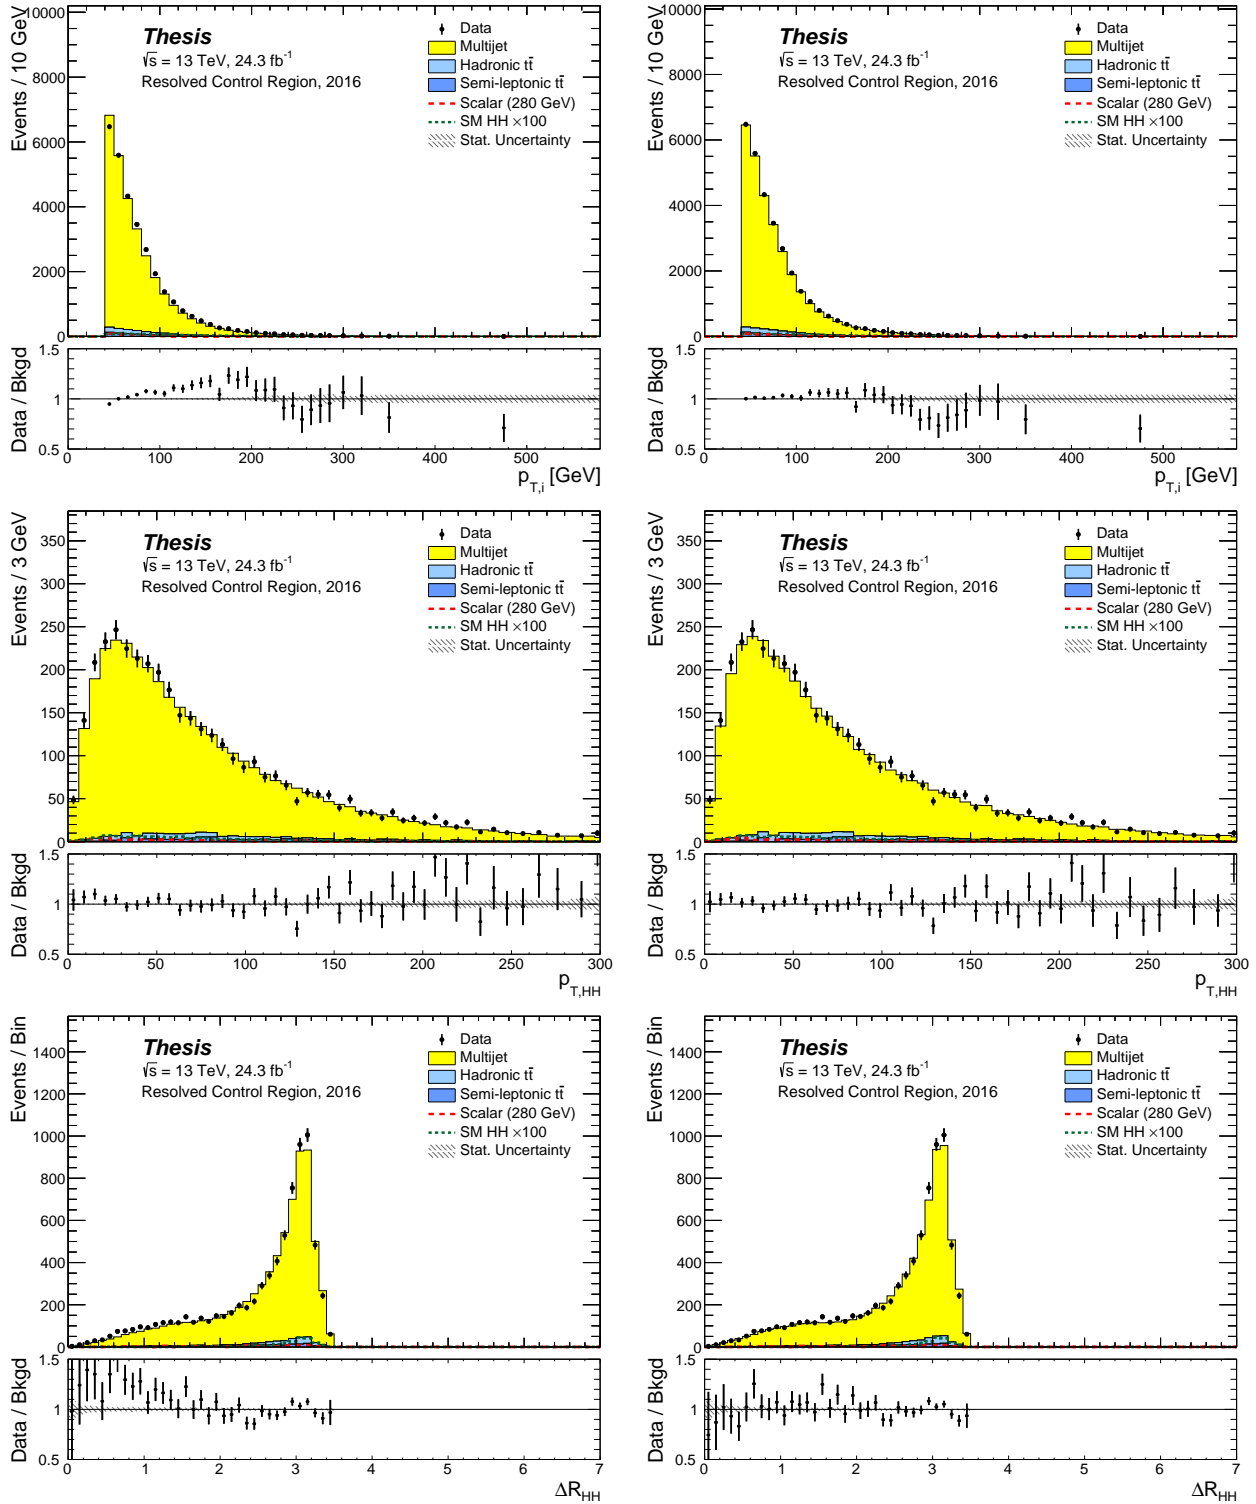 Events / 10 GeV
10000
8000
6000
4000
2000
0
Thesis
√s = 13 TeV, 24.3 fb⁻¹
Resolved Control Region, 2016
Data
Multijet
Hadronic tt̄
Semi-leptonic tt̄
Scalar (280 GeV)
SM HH ×100
Stat. Uncertainty
Data / Bkgd
1.5
1
0.5
0 100 200 300 400 500
p_T,i [GeV]
Events / 10 GeV
10000
8000
6000
4000
2000
0
Thesis
√s = 13 TeV, 24.3 fb⁻¹
Resolved Control Region, 2016
Data
Multijet
Hadronic tt̄
Semi-leptonic tt̄
Scalar (280 GeV)
SM HH ×100
Stat. Uncertainty
Data / Bkgd
1.5
1
0.5
0 100 200 300 400 500
p_T,i [GeV]
Events / 3 GeV
350
300
250
200
150
100
50
0
Thesis
√s = 13 TeV, 24.3 fb⁻¹
Resolved Control Region, 2016
Data
Multijet
Hadronic tt̄
Semi-leptonic tt̄
Scalar (280 GeV)
SM HH ×100
Stat. Uncertainty
Data / Bkgd
1.5
1
0.5
0 50 100 150 200 250 300
p_T,HH
Events / 3 GeV
350
300
250
200
150
100
50
0
Thesis
√s = 13 TeV, 24.3 fb⁻¹
Resolved Control Region, 2016
Data
Multijet
Hadronic tt̄
Semi-leptonic tt̄
Scalar (280 GeV)
SM HH ×100
Stat. Uncertainty
Data / Bkgd
1.5
1
0.5
0 50 100 150 200 250 300
p_T,HH
Events / Bin
1400
1200
1000
800
600
400
200
0
Thesis
√s = 13 TeV, 24.3 fb⁻¹
Resolved Control Region, 2016
Data
Multijet
Hadronic tt̄
Semi-leptonic tt̄
Scalar (280 GeV)
SM HH ×100
Stat. Uncertainty
Data / Bkgd
1.5
1
0.5
0 1 2 3 4 5 6 7
ΔR_HH
Events / Bin
1400
1200
1000
800
600
400
200
0
Thesis
√s = 13 TeV, 24.3 fb⁻¹
Resolved Control Region, 2016
Data
Multijet
Hadronic tt̄
Semi-leptonic tt̄
Scalar (280 GeV)
SM HH ×100
Stat. Uncertainty
Data / Bkgd
1.5
1
0.5
0 1 2 3 4 5 6 7
ΔR_HH